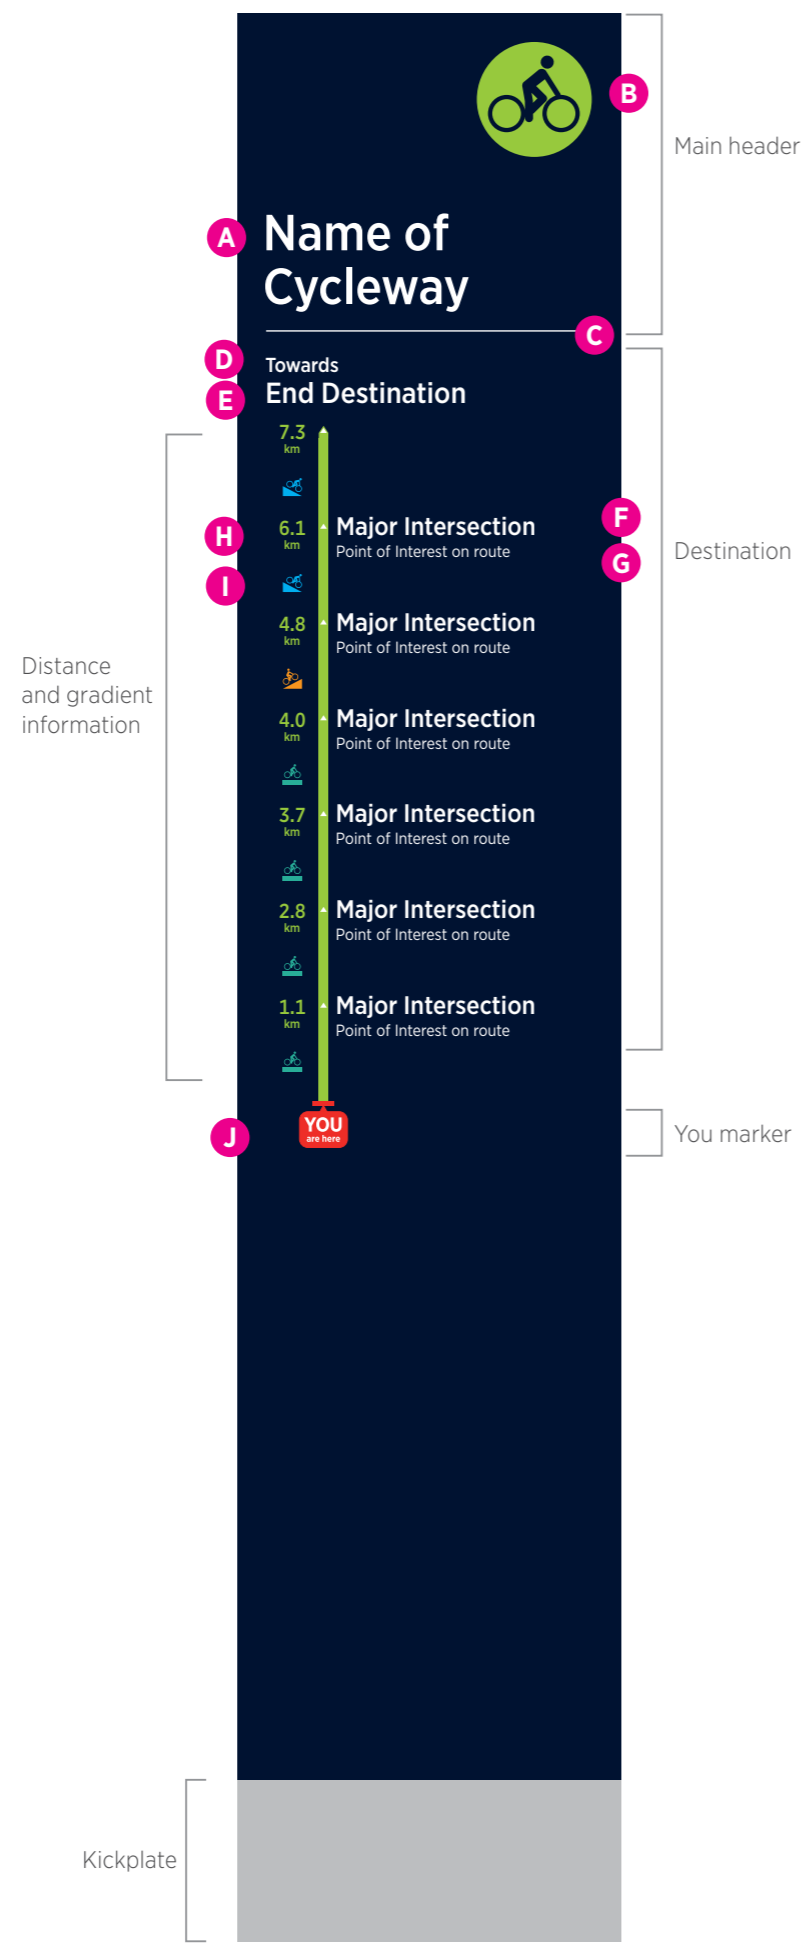 B
Main header
A
Name of
Cycleway
C
D
Towards
E
End Destination
7.3
km
H
6.1
km
Major Intersection
Point of Interest on route
F
G
Destination
I
4.8
km
Major Intersection
Point of Interest on route
Distance
and gradient
information
4.0
km
Major Intersection
Point of Interest on route
3.7
km
Major Intersection
Point of Interest on route
2.8
km
Major Intersection
Point of Interest on route
1.1
km
Major Intersection
Point of Interest on route
J
YOU
are here
You marker
Kickplate